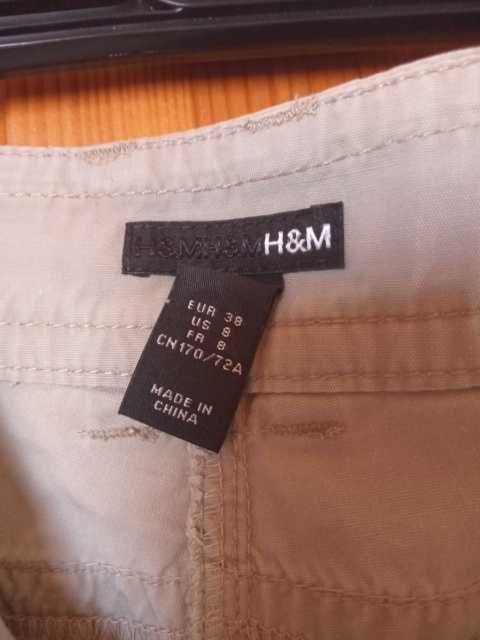 H&MH&MH&M
EUR 38
US 8
FR 8
CN170/72A
MADE IN
CHINA